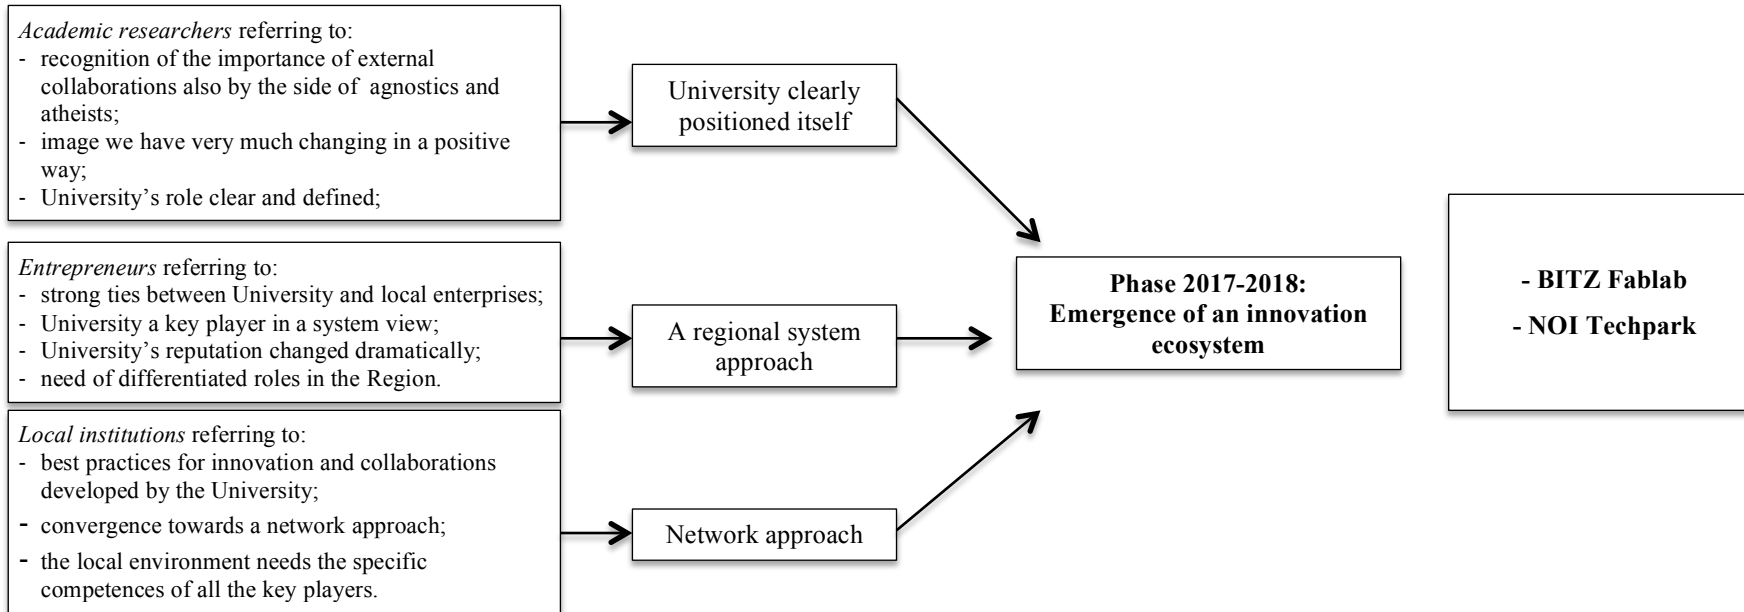 Academic researchers referring to:
- recognition of the importance of external
collaborations also by the side of agnostics and
atheists;
- image we have very much changing in a positive
way;
- University’s role clear and defined;
Entrepreneurs referring to:
- strong ties between University and local enterprises;
- University a key player in a system view;
- University’s reputation changed dramatically;
- need of differentiated roles in the Region.
Local institutions referring to:
- best practices for innovation and collaborations
developed by the University;
- convergence towards a network approach;
- the local environment needs the specific
competences of all the key players.
University clearly
positioned itself
A regional system
approach
Network approach
Phase 2017-2018:
Emergence of an innovation
ecosystem
- BITZ Fablab
- NOI Techpark